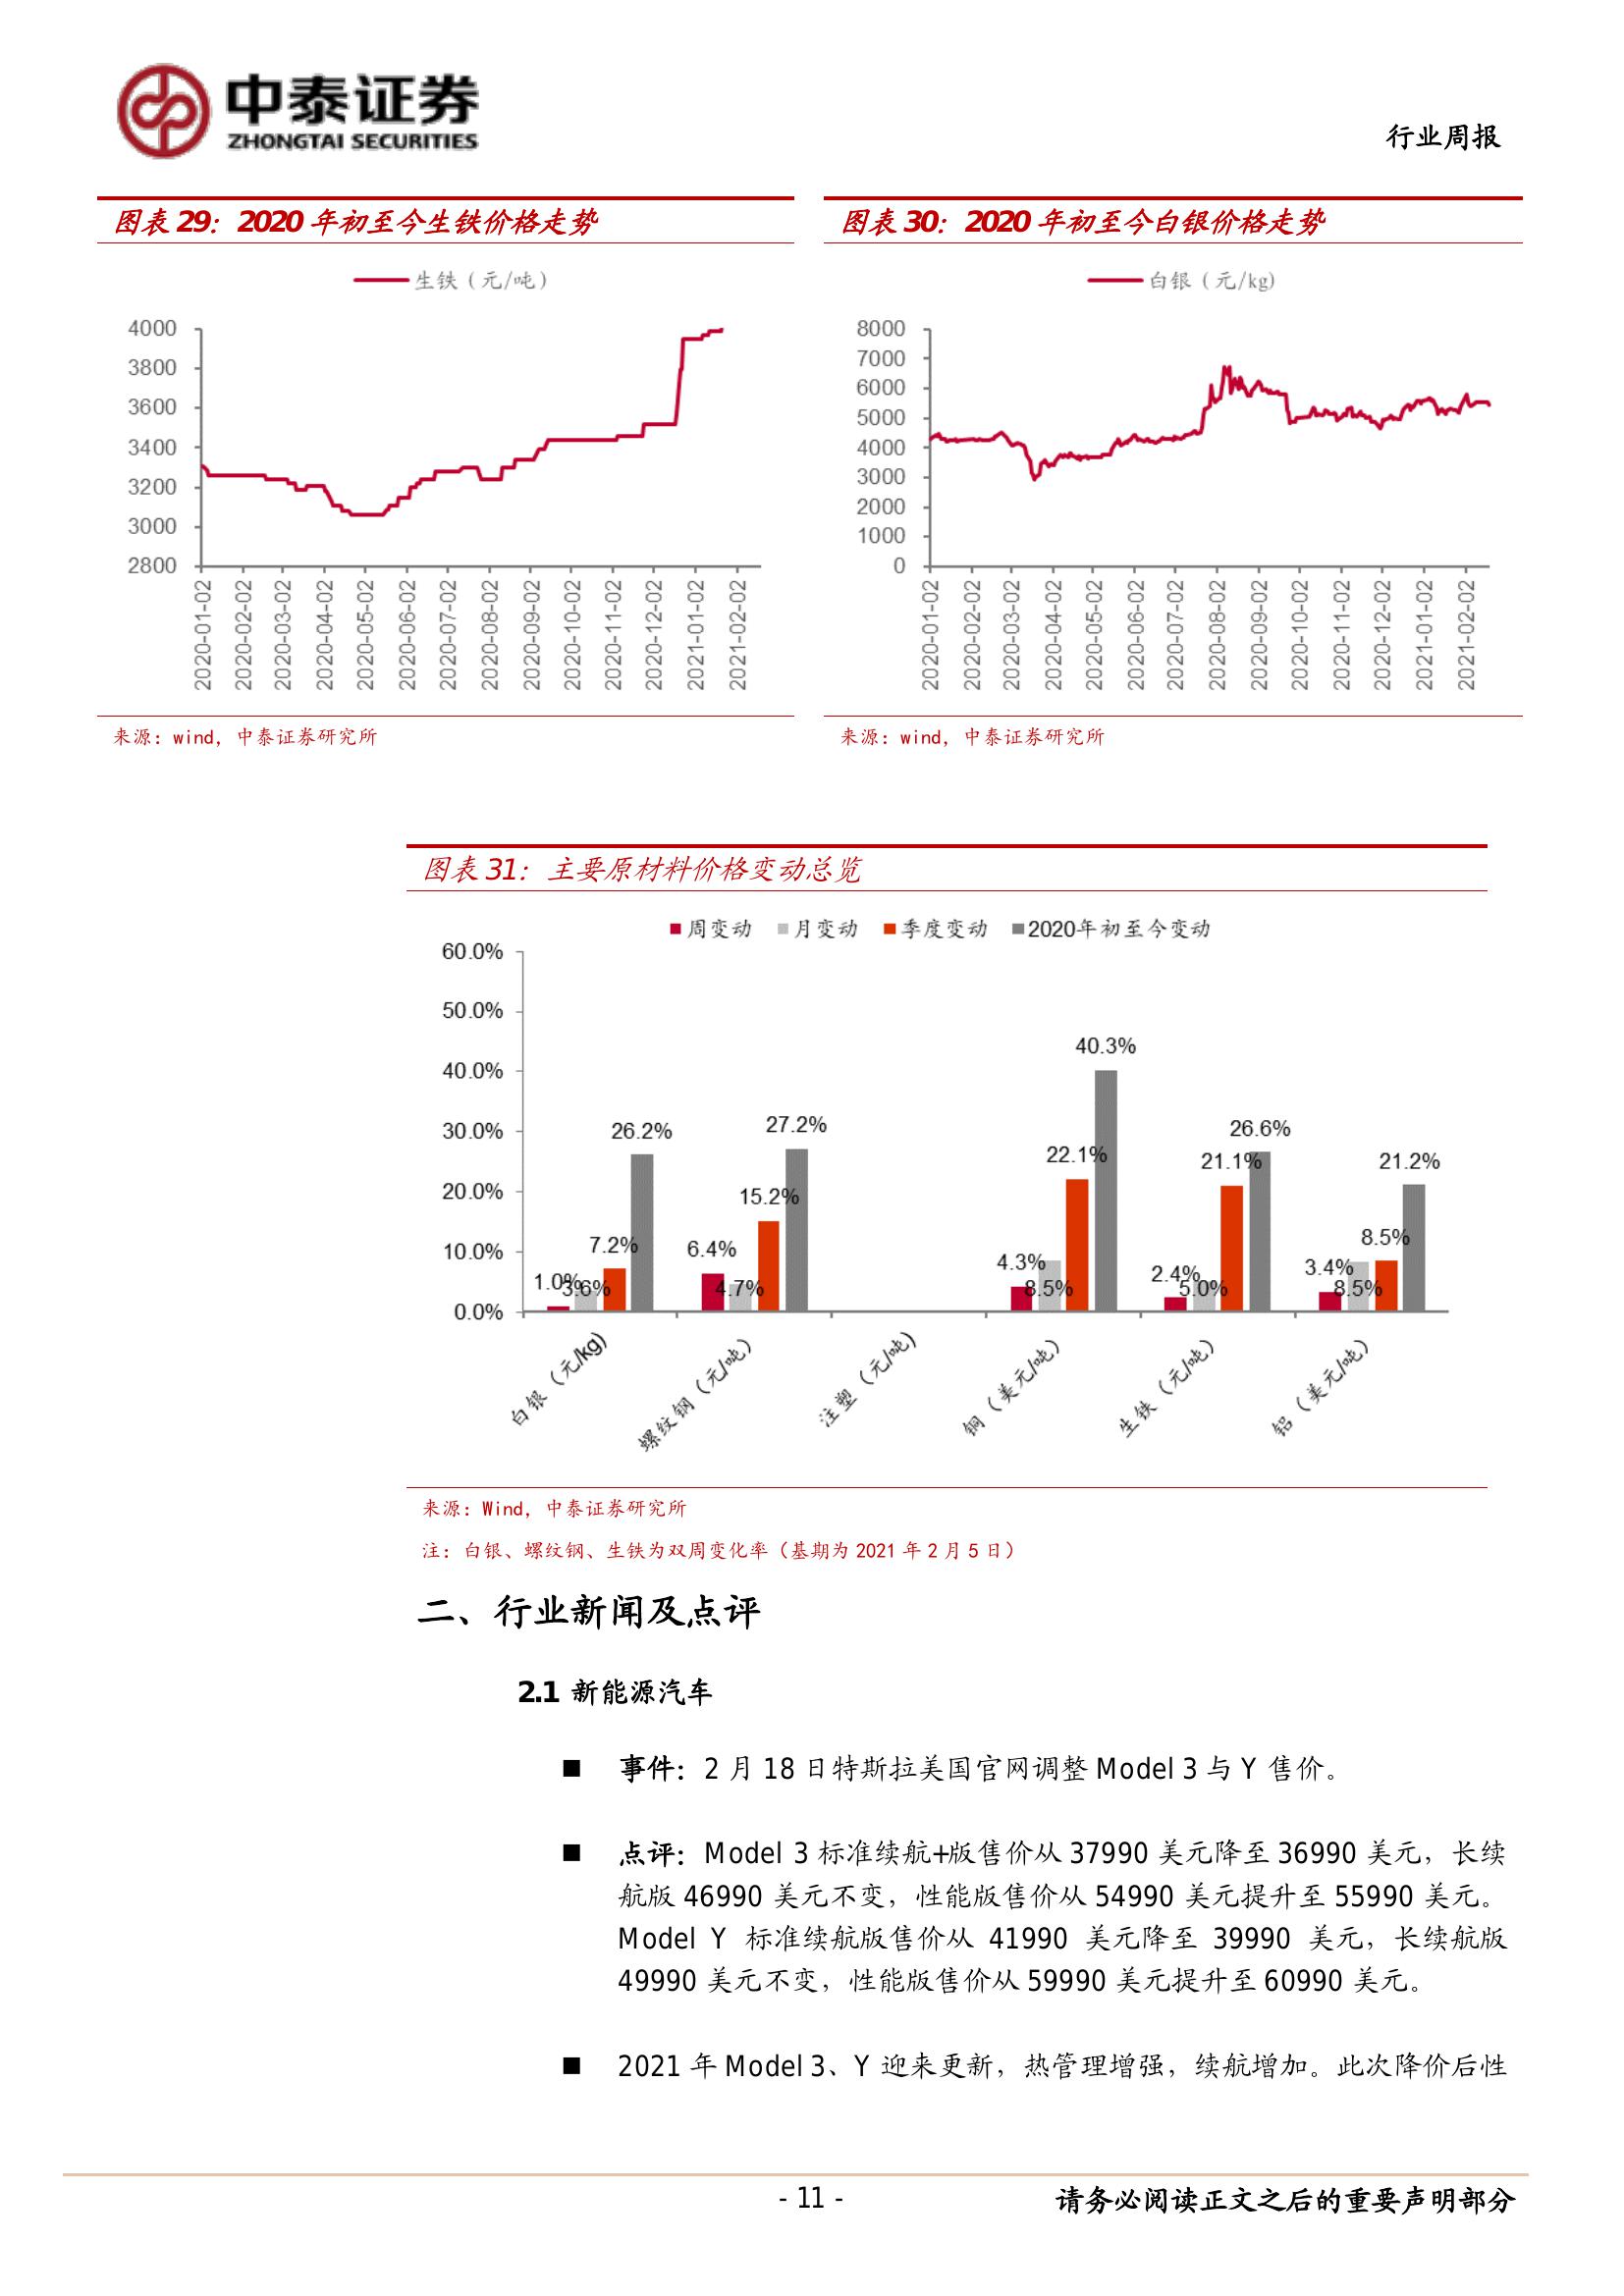 中泰证券
ZHONGTAI SECURITIES
行业周报
图表 29：2020 年初至今生铁价格走势
生铁（元/吨）
4000
3800
3600
3400
3200
3000
2800
2020-01-02
2020-02-02
2020-03-02
2020-04-02
2020-05-02
2020-06-02
2020-07-02
2020-08-02
2020-09-02
2020-10-02
2020-11-02
2020-12-02
2021-01-02
2021-02-02
来源：wind，中泰证券研究所
图表 30：2020 年初至今白银价格走势
白银（元/kg)
8000
7000
6000
5000
4000
3000
2000
1000
0
2020-01-02
2020-02-02
2020-03-02
2020-04-02
2020-05-02
2020-06-02
2020-07-02
2020-08-02
2020-09-02
2020-10-02
2020-11-02
2020-12-02
2021-01-02
2021-02-02
来源：wind，中泰证券研究所
图表 31：主要原材料价格变动总览
周变动 月变动 季度变动 2020年初至今变动
60.0%
50.0%
40.0%
30.0%
20.0%
10.0%
0.0%
1.0% 3.6% 7.2% 26.2%
6.4% 4.7% 15.2% 27.2%
4.3% 8.5% 22.1% 40.3%
2.4% 5.0% 21.1% 26.6%
3.4% 8.5% 8.5% 21.2%
白银（元/kg)
螺纹钢（元/吨）
注塑（元/吨）
铜（美元/吨）
生铁（元/吨）
铝（美元/吨）
来源：Wind，中泰证券研究所
注：白银、螺纹钢、生铁为双周变化率（基期为 2021 年 2 月 5 日）
二、行业新闻及点评
2.1 新能源汽车
■ 事件：2 月 18 日特斯拉美国官网调整 Model 3 与 Y 售价。
■ 点评：Model 3 标准续航+版售价从 37990 美元降至 36990 美元，长续
航版 46990 美元不变，性能版售价从 54990 美元提升至 55990 美元。
Model Y 标准续航版售价从 41990 美元降至 39990 美元，长续航版
49990 美元不变，性能版售价从 59990 美元提升至 60990 美元。
■ 2021 年 Model 3、Y 迎来更新，热管理增强，续航增加。此次降价后性
- 11 -
请务必阅读正文之后的重要声明部分